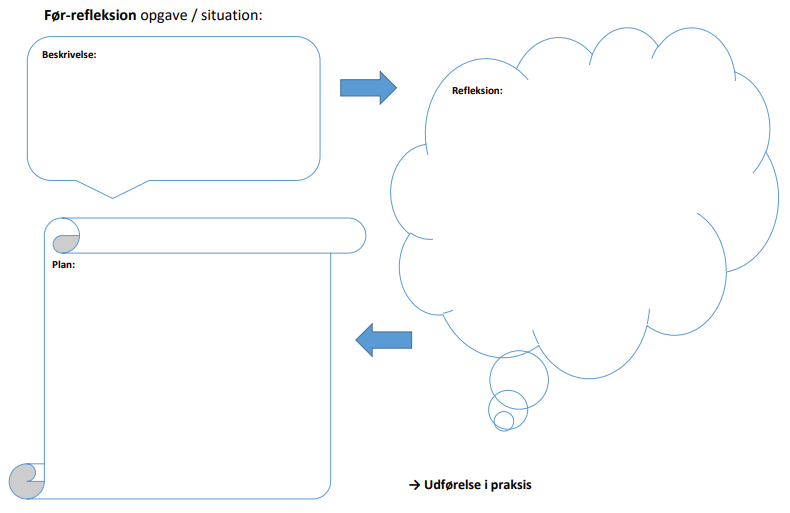 Før-refleksion opgave / situation:
Beskrivelse:
Refleksion:
Plan:
→ Udførelse i praksis